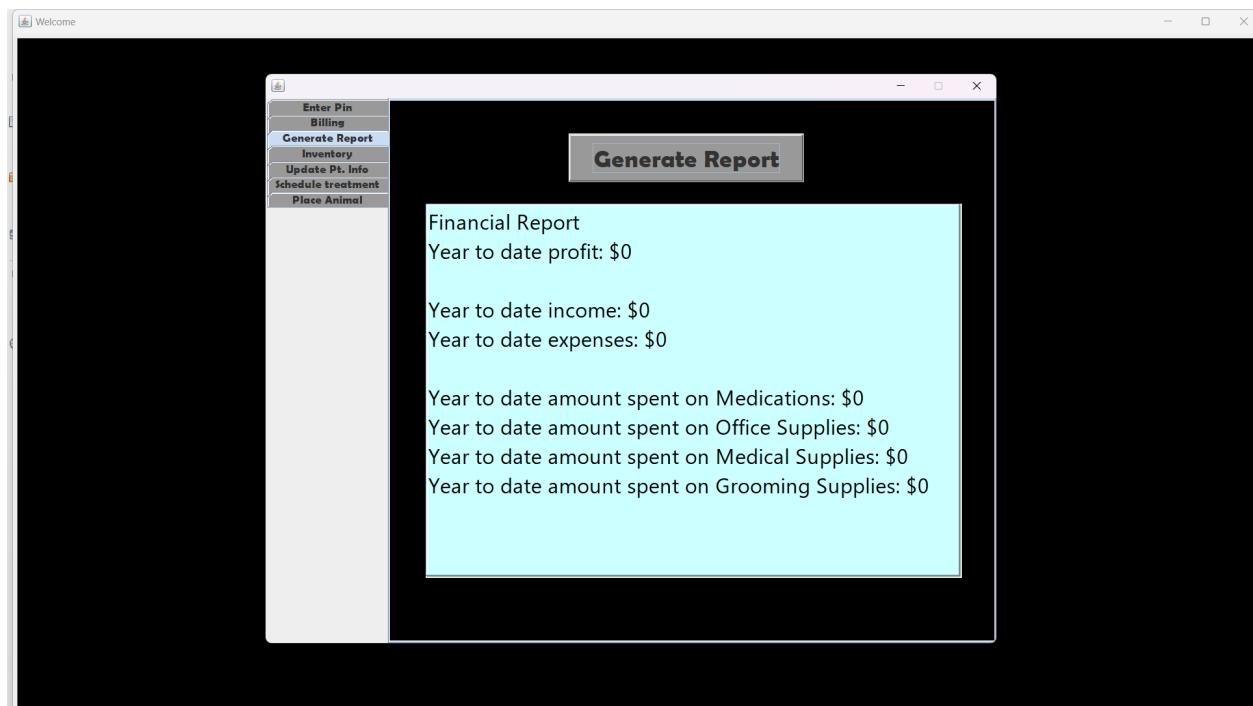 Welcome
Enter Pin
Billing
Generate Report
Inventory
Update Pt. Info
Schedule treatment
Place Animal
Generate Report
Financial Report
Year to date profit: $0
Year to date income: $0
Year to date expenses: $0
Year to date amount spent on Medications: $0
Year to date amount spent on Office Supplies: $0
Year to date amount spent on Medical Supplies: $0
Year to date amount spent on Grooming Supplies: $0